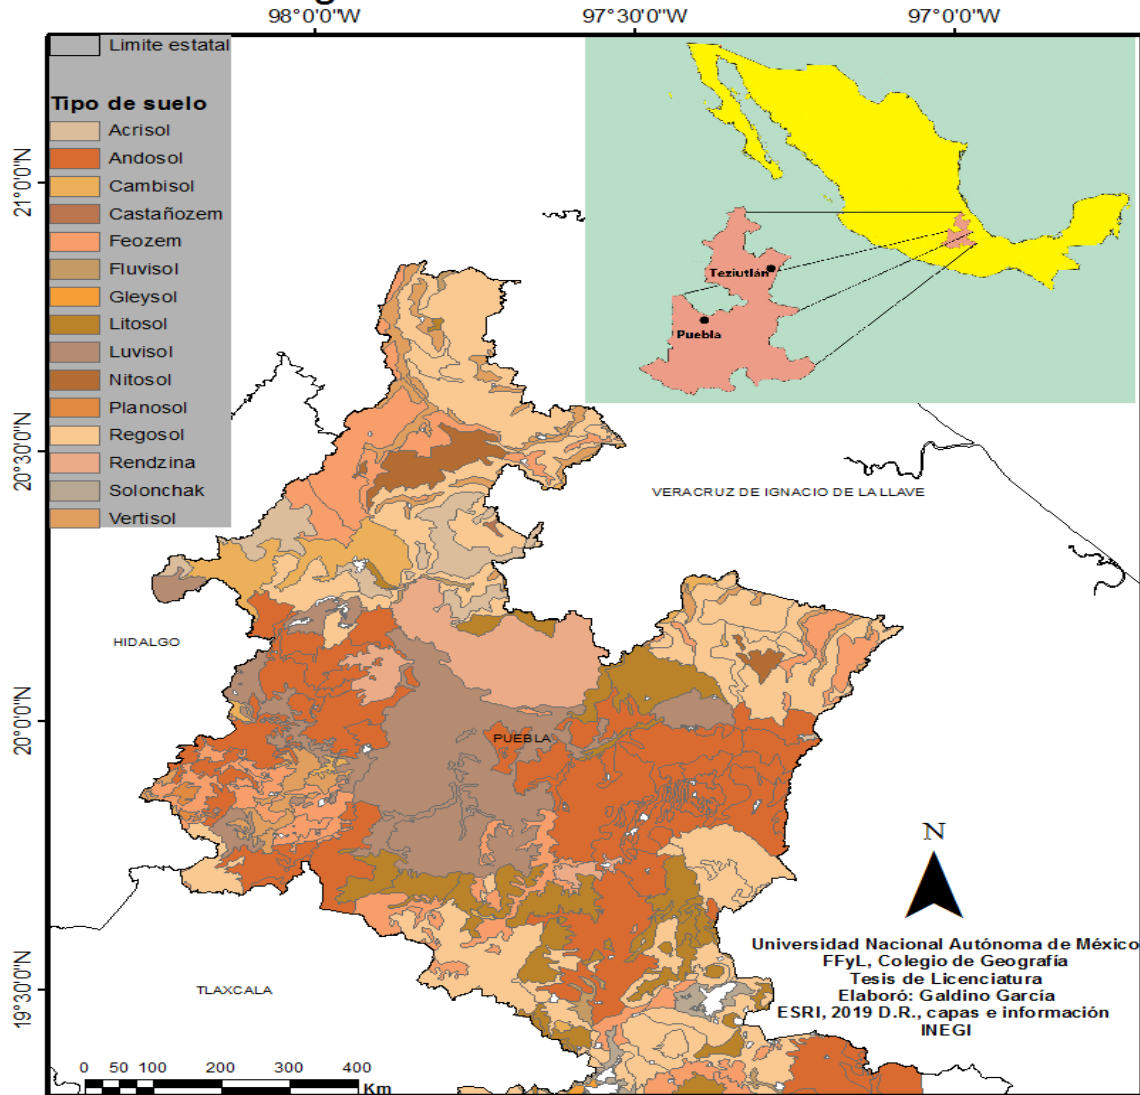 98°0'0"W
97°30'0"W
97°0'0"W
Limite estatal
Tipo de suelo
Acrisol
Andosol
Cambisol
Castañozem
Feozem
Fluvisol
Gleysol
Litosol
Luvisol
Nitosol
Planosol
Regosol
Rendzina
Solonchak
Vertisol
21°0'0"N
20°30'0"N
20°0'0"N
19°30'0"N
Teziutlán
Puebla
VERACRUZ DE IGNACIO DE LA LLAVE
HIDALGO
PUEBLA
TLAXCALA
N
Universidad Nacional Autónoma de México
FFyL, Colegio de Geografía
Tesis de Licenciatura
Elaboró: Galdino García
ESRI, 2019 D.R., capas e información
INEGI
0 50 100 200 300 400
Km